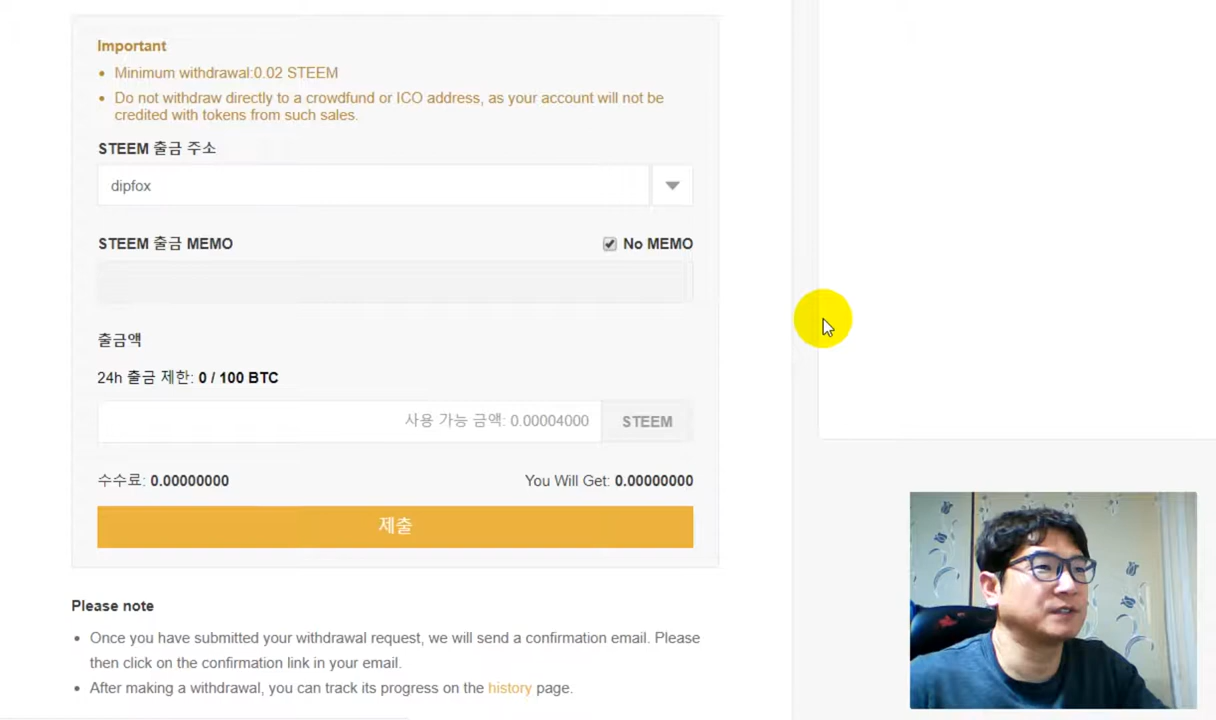 Important
Minimum withdrawal:0.02 STEEM
Do not withdraw directly to a crowdfund or ICO address, as your account will not be
credited with tokens from such sales.
STEEM 출금 주소
dipfox
STEEM 출금 MEMO
No MEMO
출금액
24h 출금 제한: 0 / 100 BTC
사용 가능 금액: 0.00004000
STEEM
수수료: 0.00000000
You Will Get: 0.00000000
제출
Please note
Once you have submitted your withdrawal request, we will send a confirmation email. Please
then click on the confirmation link in your email.
After making a withdrawal, you can track its progress on the history page.